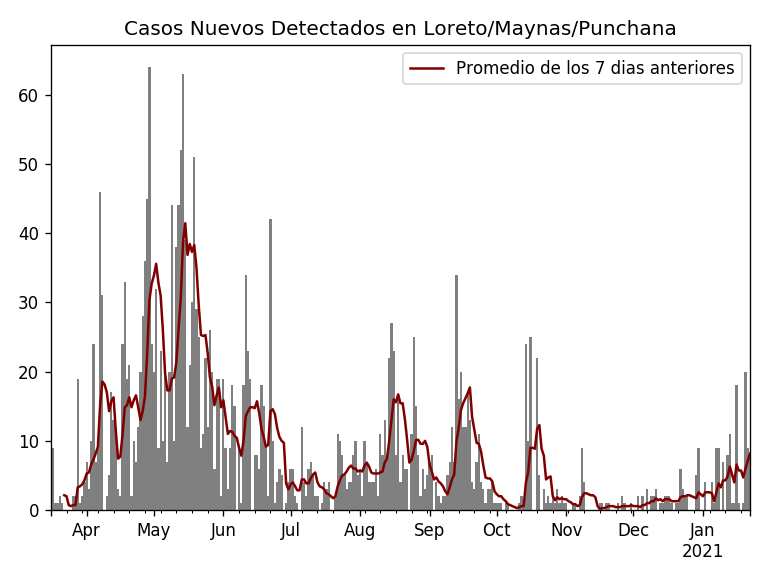 Casos Nuevos Detectados en Loreto/Maynas/Punchana
Promedio de los 7 dias anteriores
60
50
40
30
20
10
0
Apr May Jun Jul Aug Sep Oct Nov Dec Jan
2021